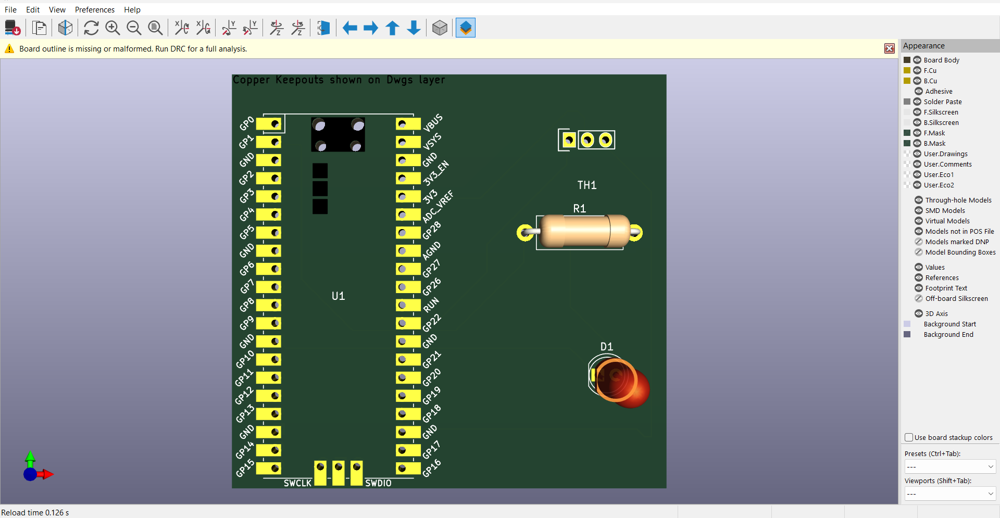 File Edit View Preferences Help
Board outline is missing or malformed. Run DRC for a full analysis.
Copper Keepouts shown on Dwgs layer
GP0
GP1
GND
GP2
GP3
GP4
GP5
GND
GP6
GP7
GP8
GP9
GND
GP10
GP11
GP12
GP13
GND
GP14
GP15
VBUS
VSYS
GND
3V3_EN
3V3
ADC_VREF
GP28
AGND
GP27
GP26
RUN
GP22
GND
GP21
GP20
GP19
GP18
GND
GP17
GP16
U1
SWCLK
SWDIO
TH1
R1
D1
Appearance
Board Body
F.Cu
B.Cu
Adhesive
Solder Paste
F.Silkscreen
B.Silkscreen
F.Mask
B.Mask
User.Drawings
User.Comments
User.Eco1
User.Eco2
Through-hole Models
SMD Models
Virtual Models
Models not in POS File
Models marked DNP
Model Bounding Boxes
Values
References
Footprint Text
Off-board Silkscreen
3D Axis
Background Start
Background End
Use board stackup colors
Presets (Ctrl+Tab):
---
Viewports (Shift+Tab):
---
Reload time 0.126 s